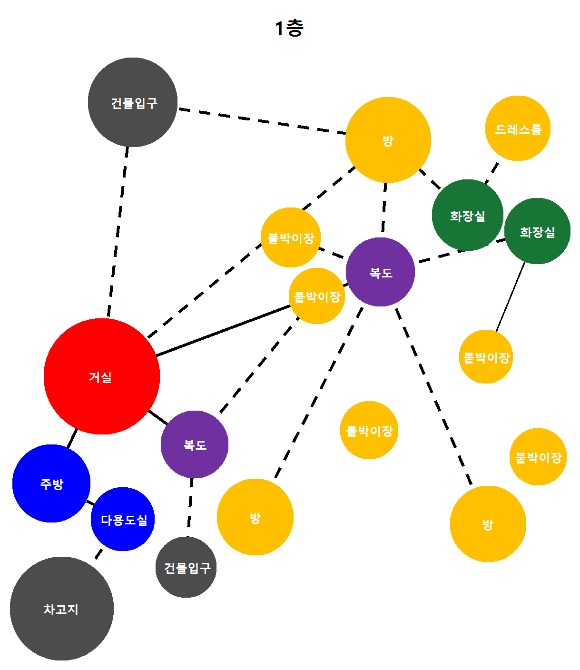 1층
건물입구
드레스룸
방
화장실
화장실
붙박이장
복도
붙박이장
붙박이장
거실
붙박이장
복도
붙박이장
주방
다용도실
방
방
건물입구
차고지